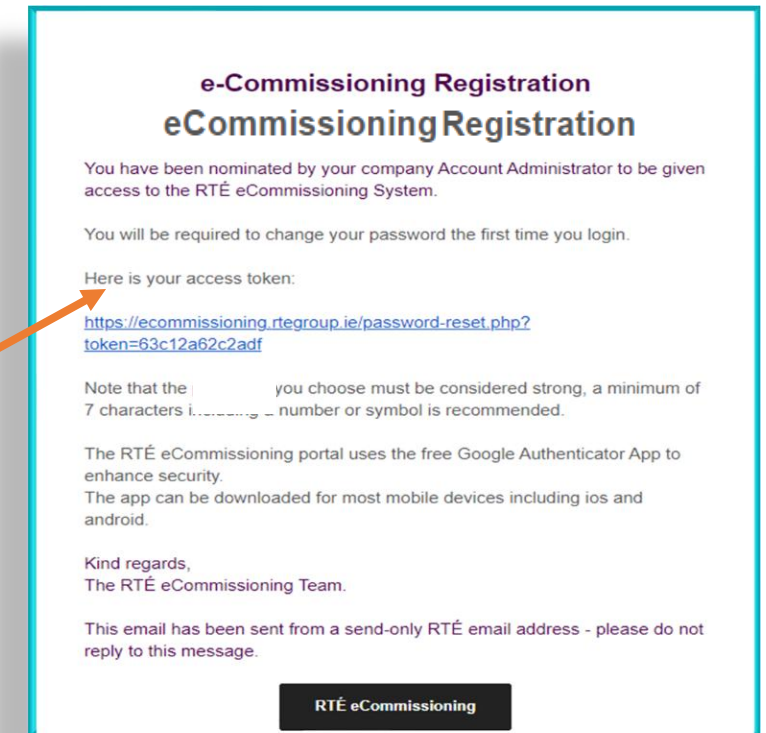 e-Commissioning Registration
eCommissioning Registration
You have been nominated by your company Account Administrator to be given
access to the RTÉ eCommissioning System.
You will be required to change your password the first time you login.
Here is your access token:
https://ecommissioning.rtegroup.ie/password-reset.php?
token=63c12a62c2adf
Note that the you choose must be considered strong, a minimum of
7 characters including a number or symbol is recommended.
The RTÉ eCommissioning portal uses the free Google Authenticator App to
enhance security.
The app can be downloaded for most mobile devices including ios and
android.
Kind regards,
The RTÉ eCommissioning Team.
This email has been sent from a send-only RTÉ email address - please do not
reply to this message.
RTÉ eCommissioning